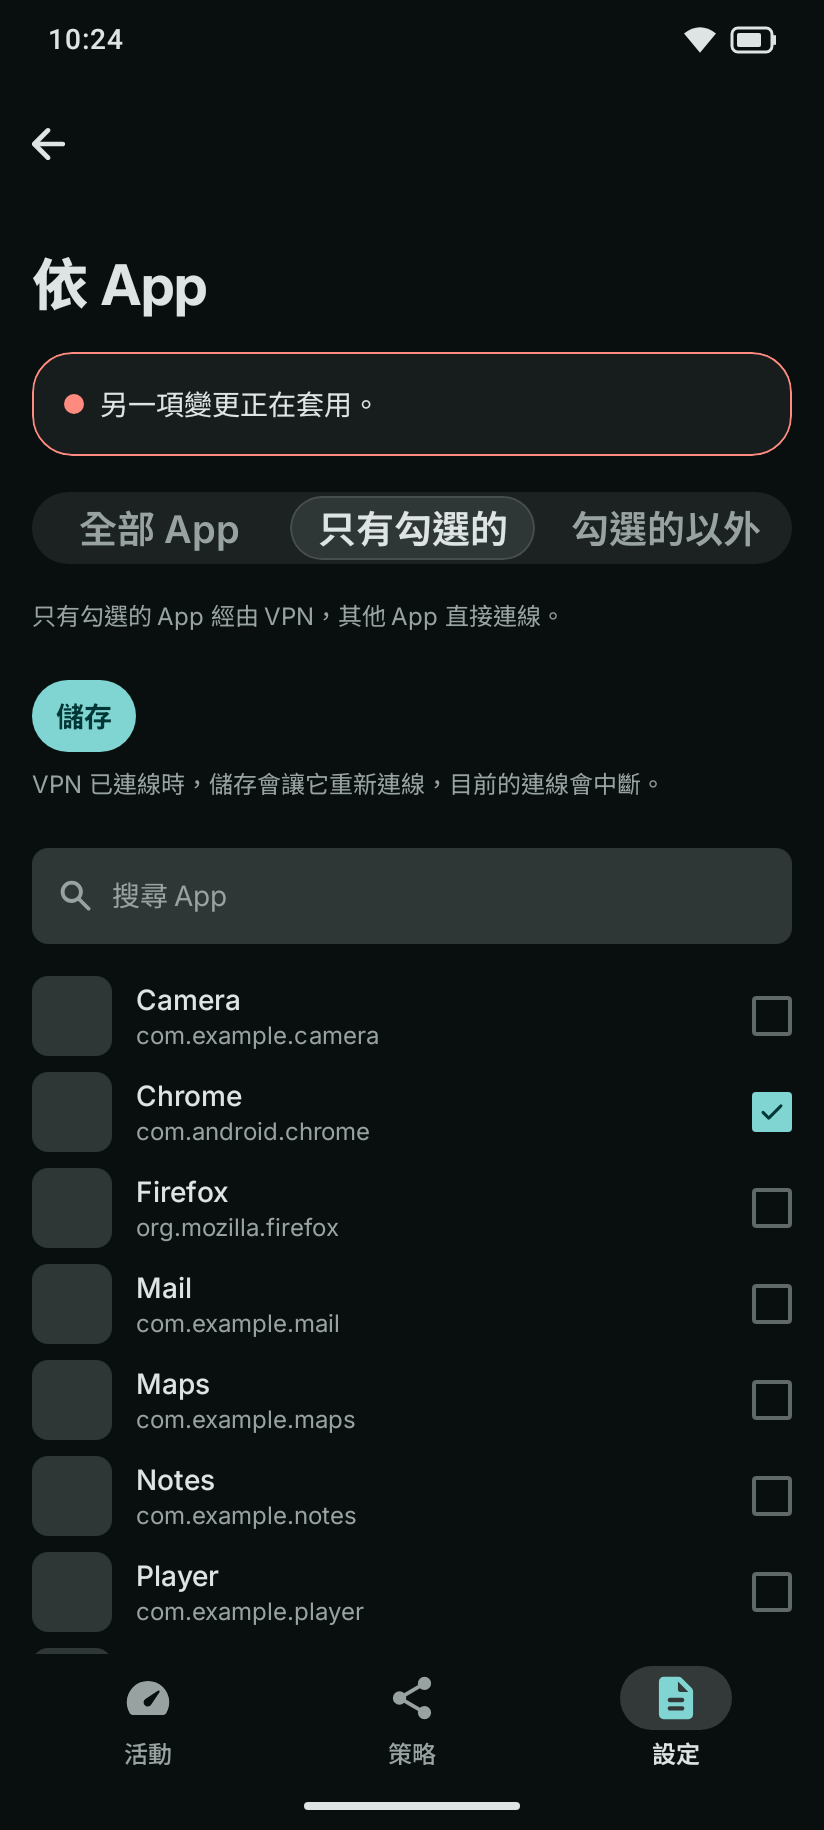 10:24
依 App
另一項變更正在套用。
全部 App
只有勾選的
勾選的以外
只有勾選的 App 經由 VPN，其他 App 直接連線。
儲存
VPN 已連線時，儲存會讓它重新連線，目前的連線會中斷。
搜尋 App
Camera
com.example.camera
Chrome
com.android.chrome
Firefox
org.mozilla.firefox
Mail
com.example.mail
Maps
com.example.maps
Notes
com.example.notes
Player
com.example.player
活動
策略
設定